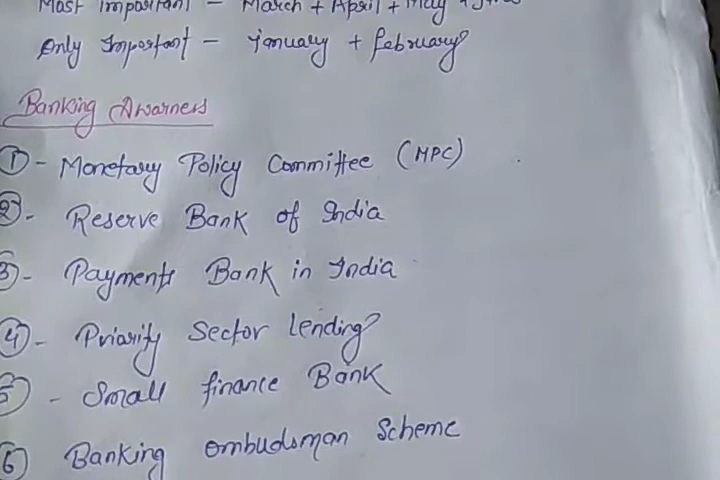 Most Important - March + April + May +
Only Important - January + february
Banking Awarness
① - Monetary Policy Committee (MPC)
②- Reserve Bank of India
③- Payments Bank in India
④- Priority Sector lending
⑤ - Small finance Bank
⑥ Banking ombudsman Scheme